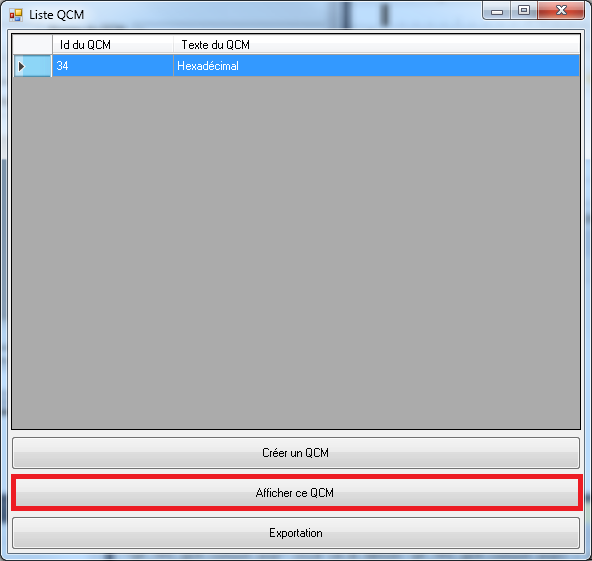 Liste QCM
Id du QCM Texte du QCM
34 Hexadécimal
Créer un QCM
Afficher ce QCM
Exportation